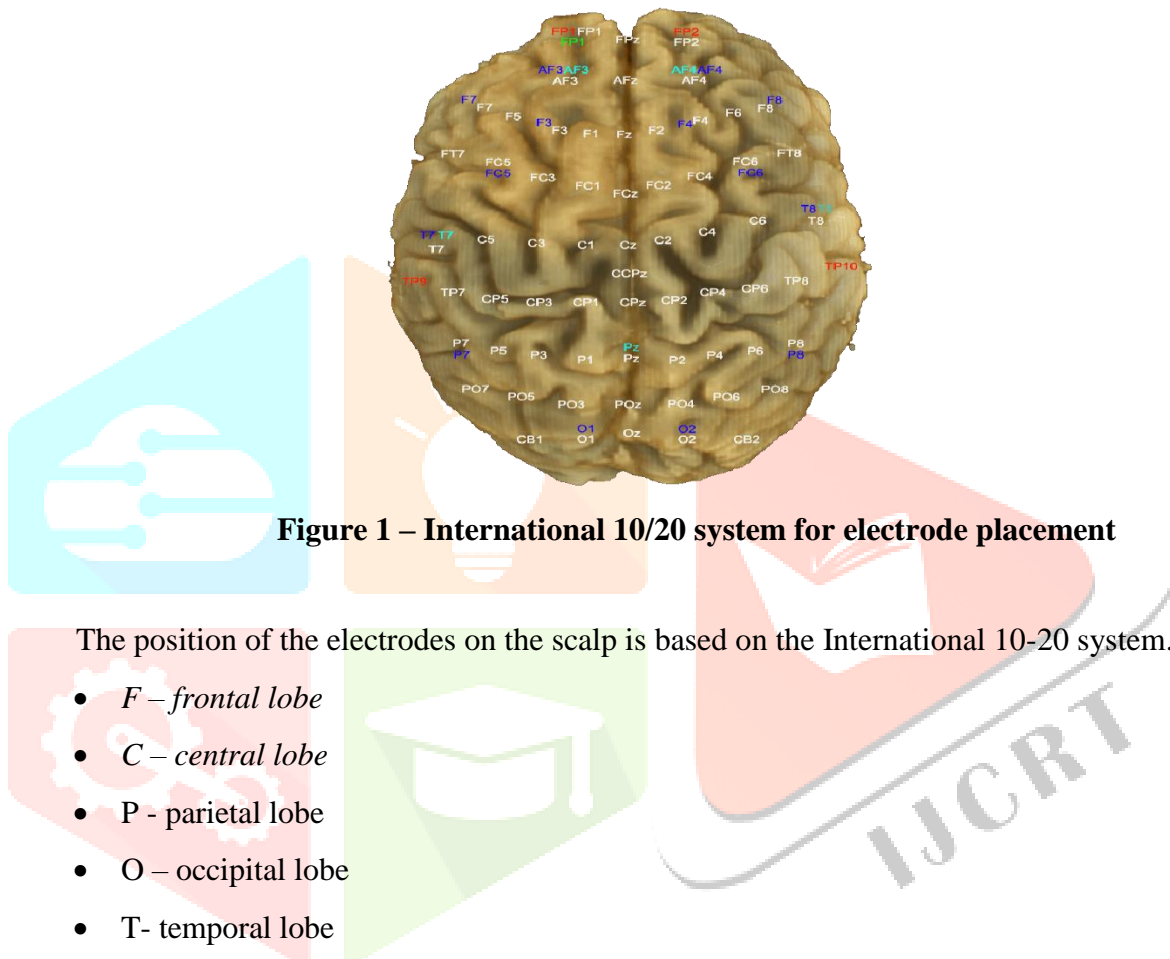 FP1 FP1 FPz FP2
FP1 FP2
AF3 AF3 AF4 AF4
AF3 AFz AF4
F7 F8
F7 F5 F3 F4 F4 F6 F8
F3 F1 Fz F2
FT7 FC5 FC6 FT8
FC5 FC3 FC4 FC6
FC1 FCz FC2
T8
C6 T8
T7 T7 C5 C3 C1 Cz C2 C4
T7
TP9 CCPz TP10
TP7 CP5 CP3 CP1 CPz CP2 CP4 CP6 TP8
P7 Pz P8
P7 P5 P3 P1 Pz P2 P4 P6 P8
PO7 PO5 PO3 POz PO4 PO6 PO8
O1 O2
CB1 O1 Oz O2 CB2
Figure 1 – International 10/20 system for electrode placement
The position of the electrodes on the scalp is based on the International 10-20 system.
• F – frontal lobe
• C – central lobe
• P - parietal lobe
• O – occipital lobe
• T- temporal lobe
IJCRT